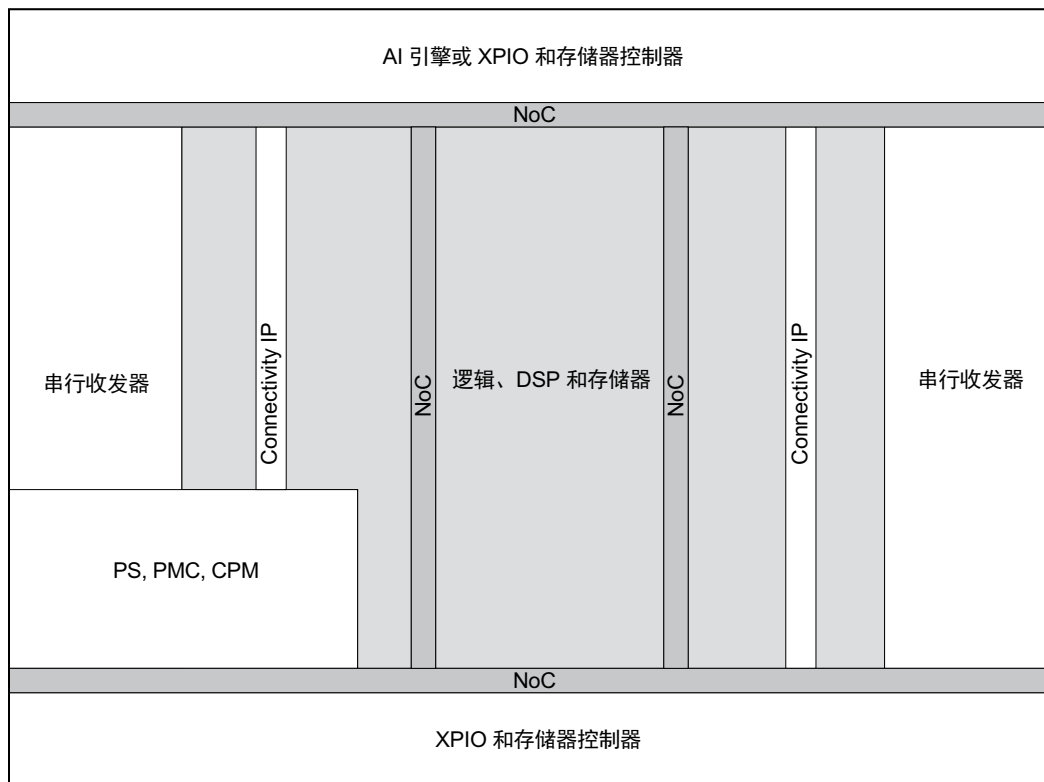 AI 引擎或 XPIO 和存储器控制器
NoC
串行收发器
Connectivity IP
NoC
逻辑、DSP 和存储器
NoC
Connectivity IP
串行收发器
PS, PMC, CPM
NoC
XPIO 和存储器控制器